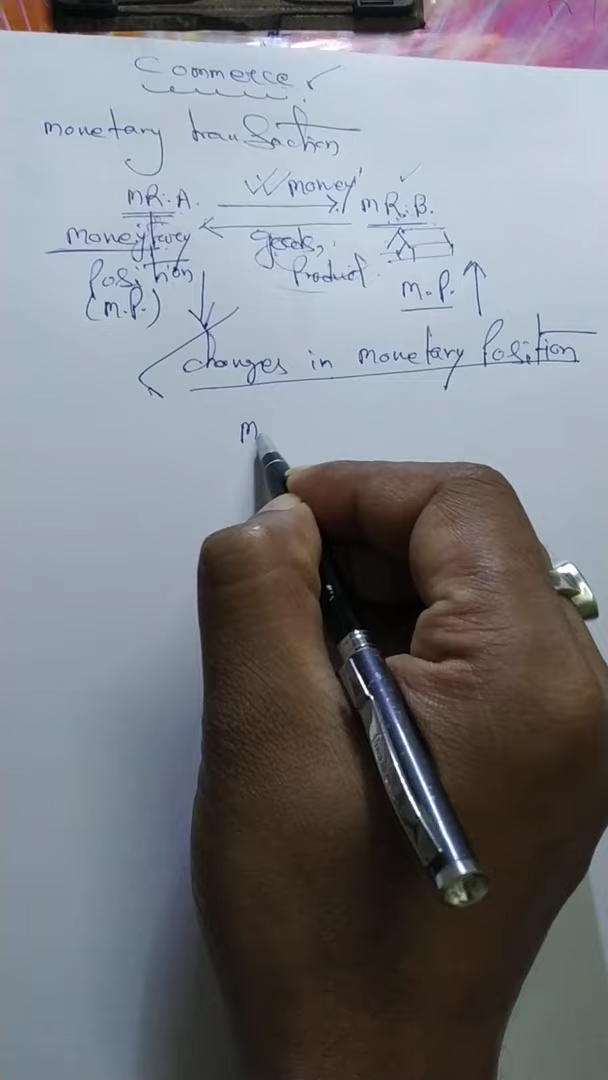 Commerce
monetary transaction
MR. A. money MR. B.
monetary goods,
Position Product
(m.p.) m.p.
changes in monetary Position
m